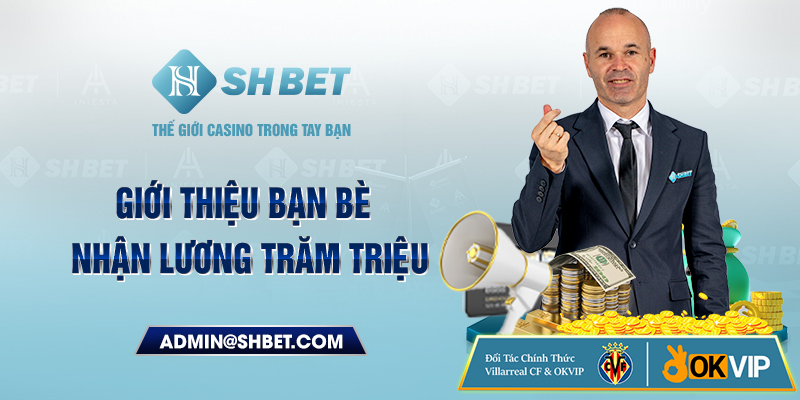 SHBET
THẾ GIỚI CASINO TRONG TAY BẠN
GIỚI THIỆU BẠN BÈ
NHẬN LƯƠNG TRĂM TRIỆU
ADMIN@SHBET.COM
SHBET
Đối Tác Chính Thức
Villarreal CF & OKVIP
OKVIP